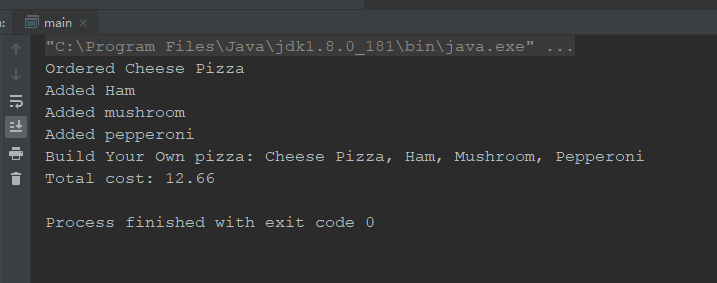 : main ×
"C:\Program Files\Java\jdk1.8.0_181\bin\java.exe" ...
Ordered Cheese Pizza
Added Ham
Added mushroom
Added pepperoni
Build Your Own pizza: Cheese Pizza, Ham, Mushroom, Pepperoni
Total cost: 12.66
Process finished with exit code 0